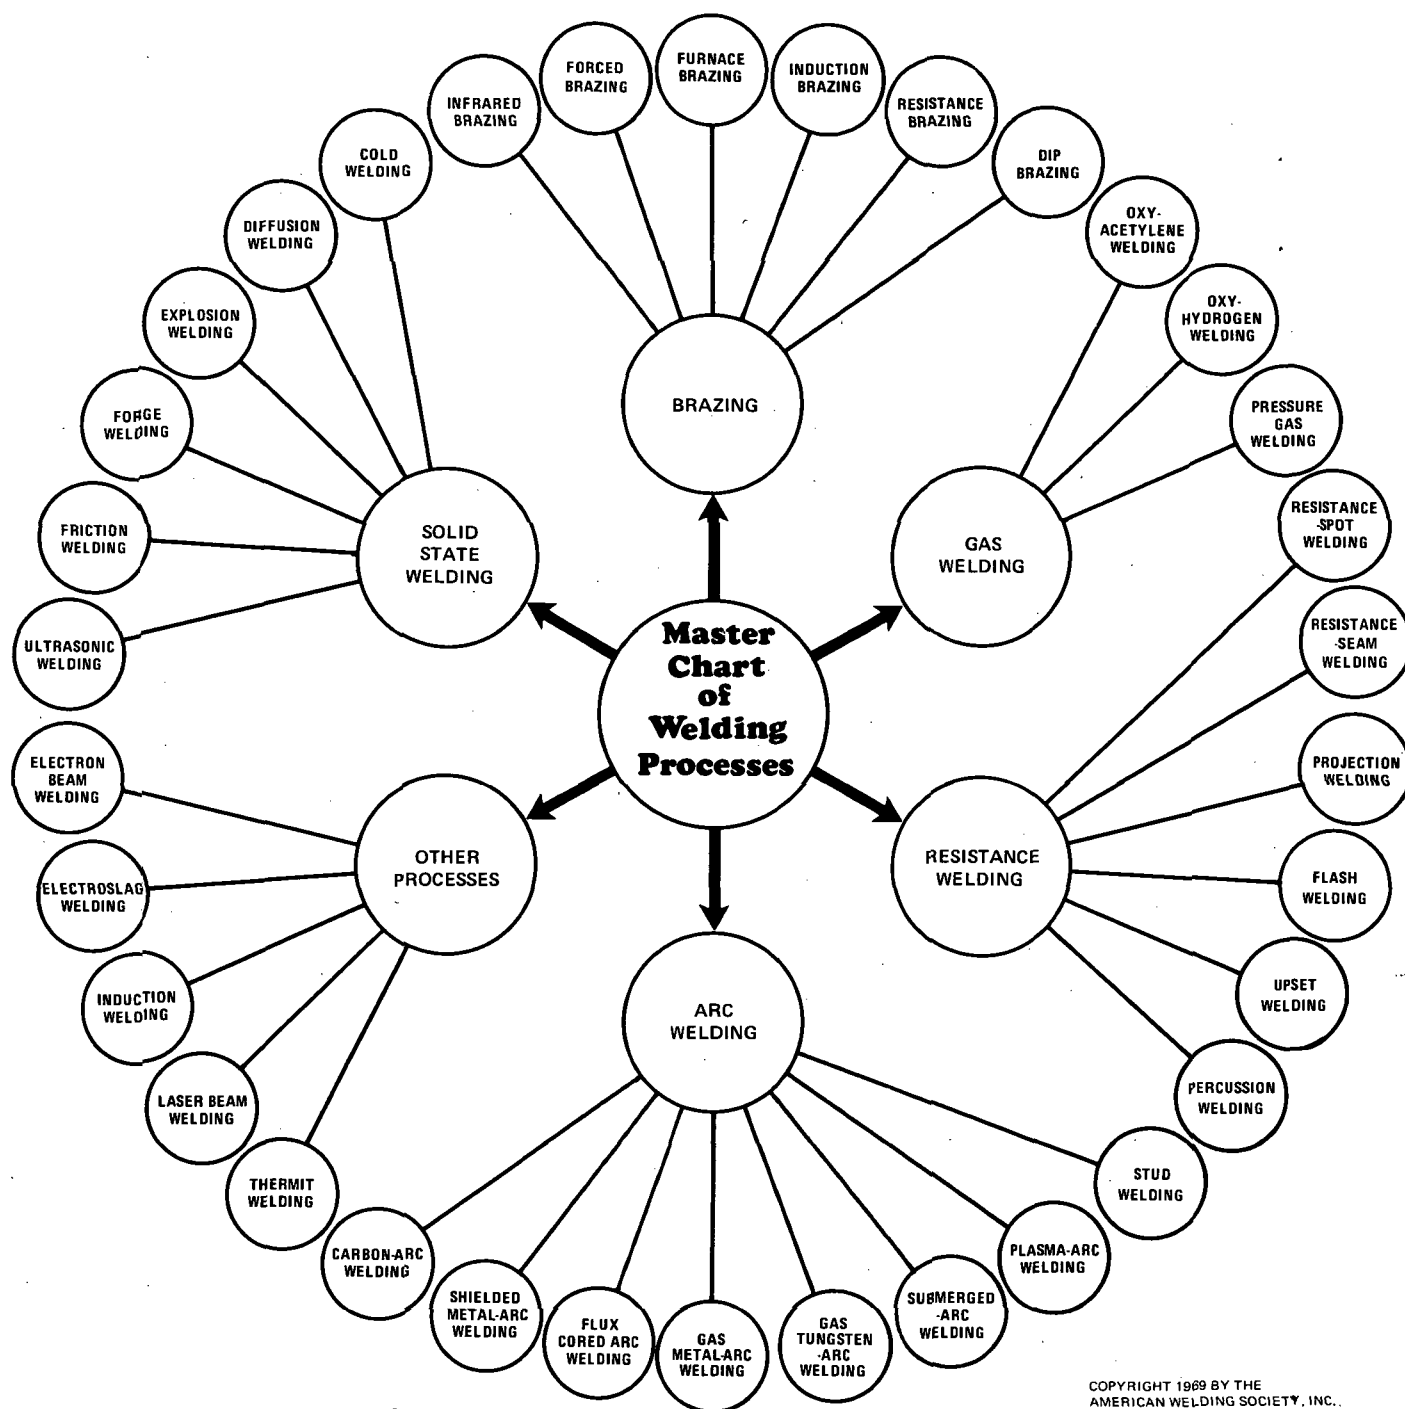 Master
Chart
of
Welding
Processes
BRAZING
INFRARED
BRAZING
FORCED
BRAZING
FURNACE
BRAZING
INDUCTION
BRAZING
RESISTANCE
BRAZING
DIP
BRAZING
GAS
WELDING
OXY-
ACETYLENE
WELDING
OXY-
HYDROGEN
WELDING
PRESSURE
GAS
WELDING
RESISTANCE
WELDING
RESISTANCE
-SPOT
WELDING
RESISTANCE
-SEAM
WELDING
PROJECTION
WELDING
FLASH
WELDING
UPSET
WELDING
PERCUSSION
WELDING
ARC
WELDING
STUD
WELDING
PLASMA-ARC
WELDING
SUBMERGED
-ARC
WELDING
GAS
TUNGSTEN
-ARC
WELDING
GAS
METAL-ARC
WELDING
FLUX
CORED ARC
WELDING
SHIELDED
METAL-ARC
WELDING
CARBON-ARC
WELDING
OTHER
PROCESSES
THERMIT
WELDING
LASER BEAM
WELDING
INDUCTION
WELDING
ELECTROSLAG
WELDING
ELECTRON
BEAM
WELDING
SOLID
STATE
WELDING
ULTRASONIC
WELDING
FRICTION
WELDING
FORGE
WELDING
EXPLOSION
WELDING
DIFFUSION
WELDING
COLD
WELDING
COPYRIGHT 1969 BY THE
AMERICAN WELDING SOCIETY, INC.